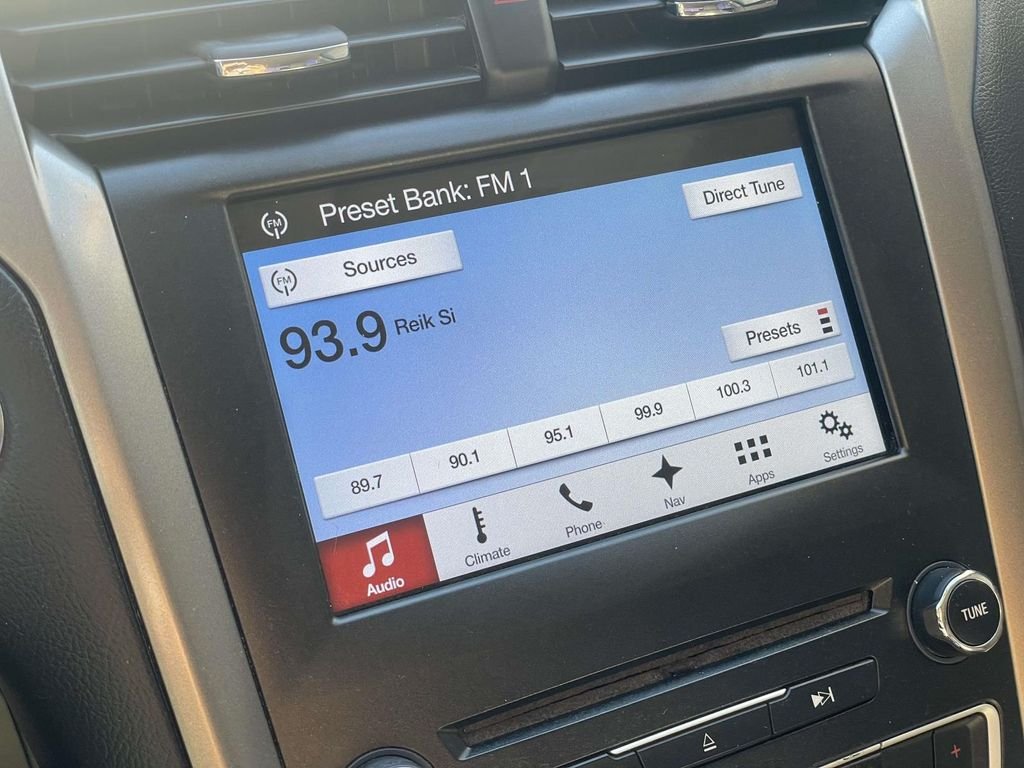 FM Preset Bank: FM 1
Direct Tune
FM Sources
93.9 Reik Si
Presets
89.7 90.1 95.1 99.9 100.3 101.1
Audio Climate Phone Nav Apps Settings
TUNE